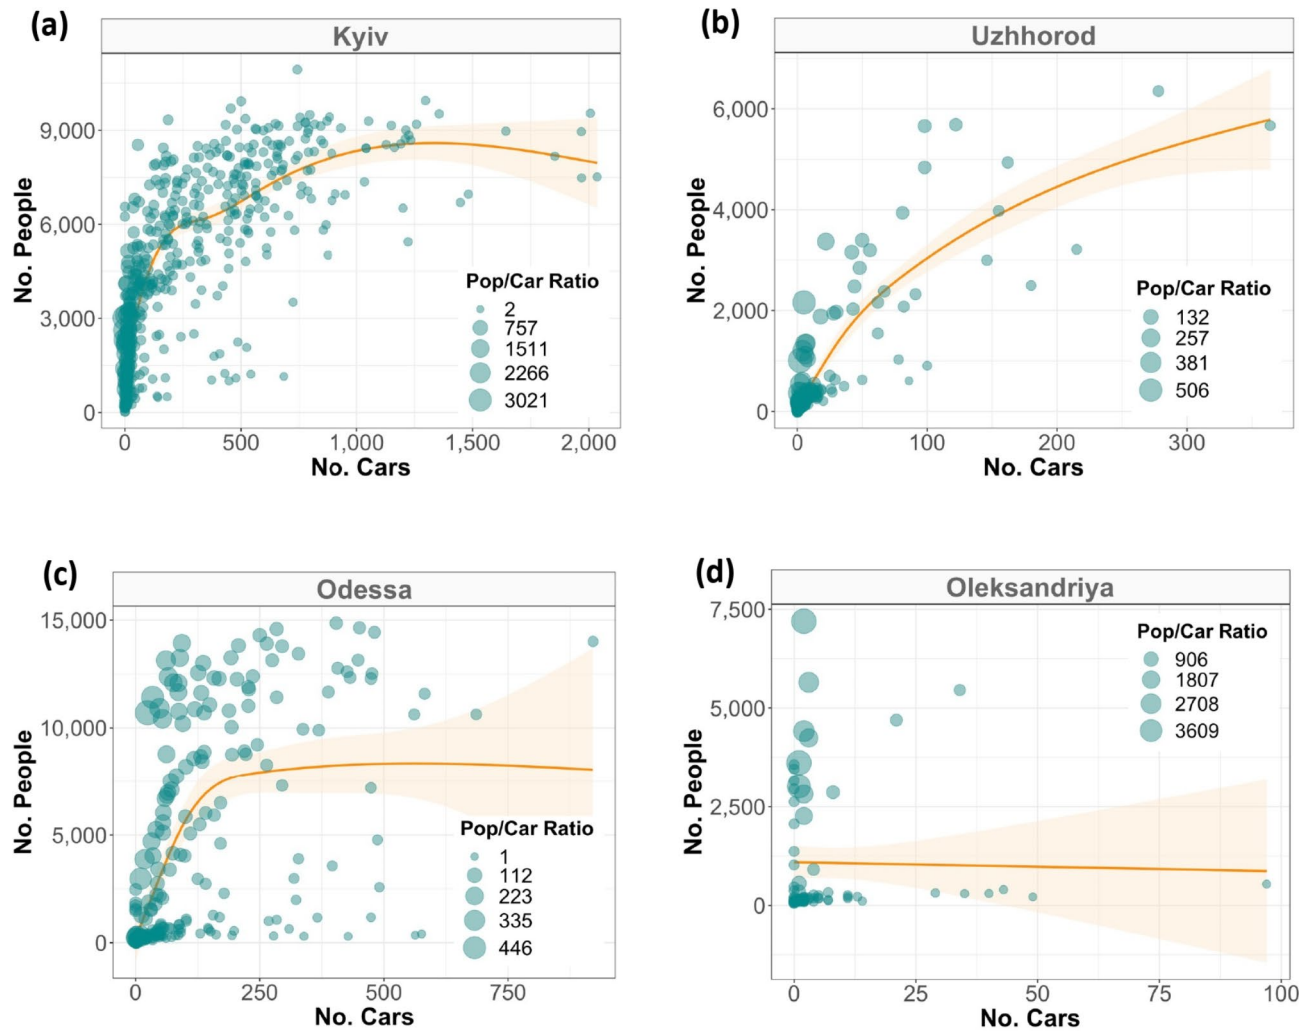 (a)
Kyiv
No. People
9,000
6,000
3,000
0
Pop/Car Ratio
2
757
1511
2266
3021
0
500
1,000
1,500
2,000
No. Cars
(b)
Uzhhorod
No. People
6,000
4,000
2,000
0
Pop/Car Ratio
132
257
381
506
0
100
200
300
No. Cars
(c)
Odessa
No. People
15,000
10,000
5,000
0
Pop/Car Ratio
1
112
223
335
446
0
250
500
750
No. Cars
(d)
Oleksandriya
No. People
7,500
5,000
2,500
0
Pop/Car Ratio
906
1807
2708
3609
0
25
50
75
100
No. Cars